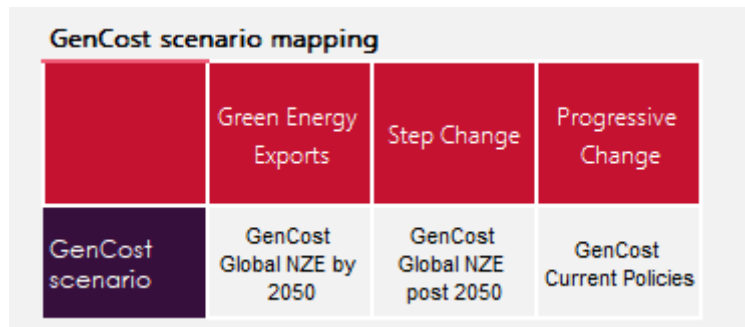 GenCost scenario mapping
Green Energy
Exports
Step Change
Progressive
Change
GenCost
scenario
GenCost
Global NZE by
2050
GenCost
Global NZE
post 2050
GenCost
Current Policies